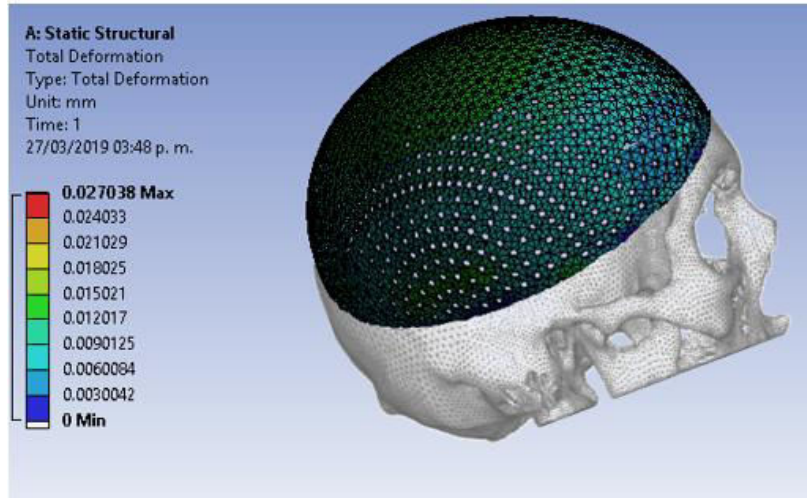 A: Static Structural
Total Deformation
Type: Total Deformation
Unit: mm
Time: 1
27/03/2019 03:48 p. m.
0.027038 Max
0.024033
0.021029
0.018025
0.015021
0.012017
0.0090125
0.0060084
0.0030042
0 Min